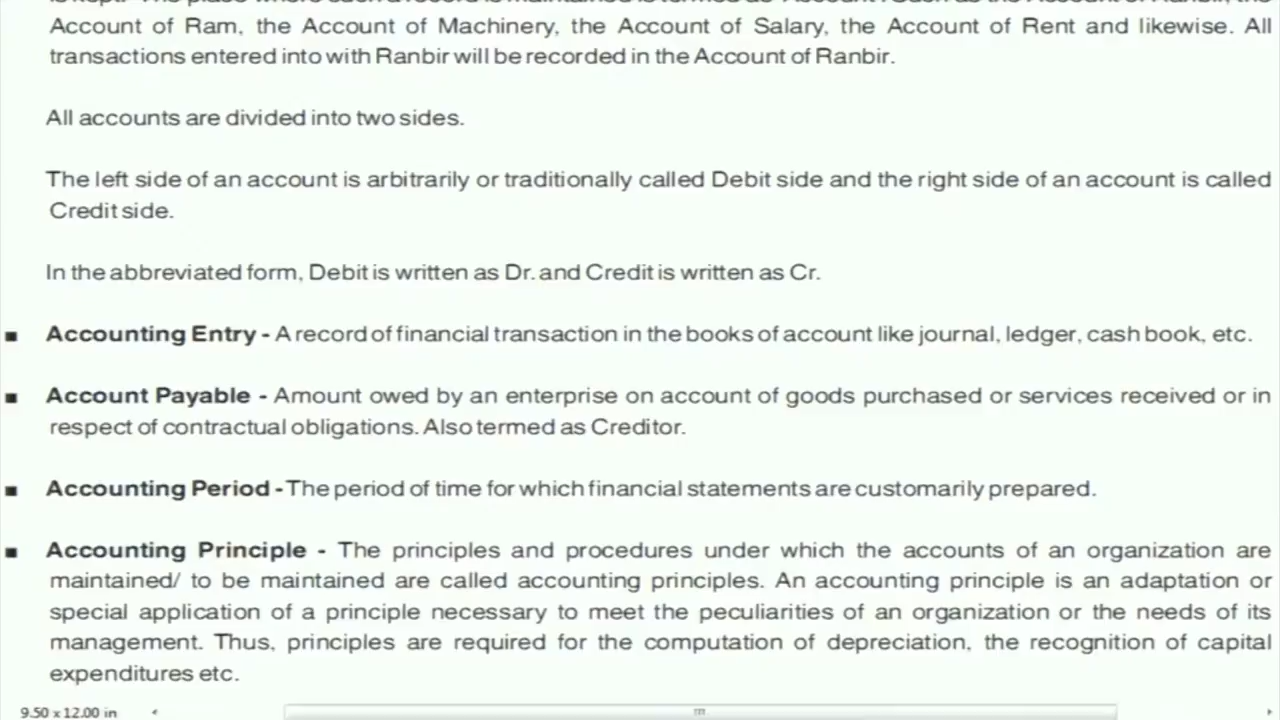 Account of Ram, the Account of Machinery, the Account of Salary, the Account of Rent and likewise. All
transactions entered into with Ranbir will be recorded in the Account of Ranbir.
All accounts are divided into two sides.
The left side of an account is arbitrarily or traditionally called Debit side and the right side of an account is called
Credit side.
In the abbreviated form, Debit is written as Dr. and Credit is written as Cr.
■ Accounting Entry - A record of financial transaction in the books of account like journal, ledger, cash book, etc.
■ Account Payable - Amount owed by an enterprise on account of goods purchased or services received or in
respect of contractual obligations. Also termed as Creditor.
■ Accounting Period - The period of time for which financial statements are customarily prepared.
■ Accounting Principle - The principles and procedures under which the accounts of an organization are
maintained/ to be maintained are called accounting principles. An accounting principle is an adaptation or
special application of a principle necessary to meet the peculiarities of an organization or the needs of its
management. Thus, principles are required for the computation of depreciation, the recognition of capital
expenditures etc.
9.50 x 12.00 in